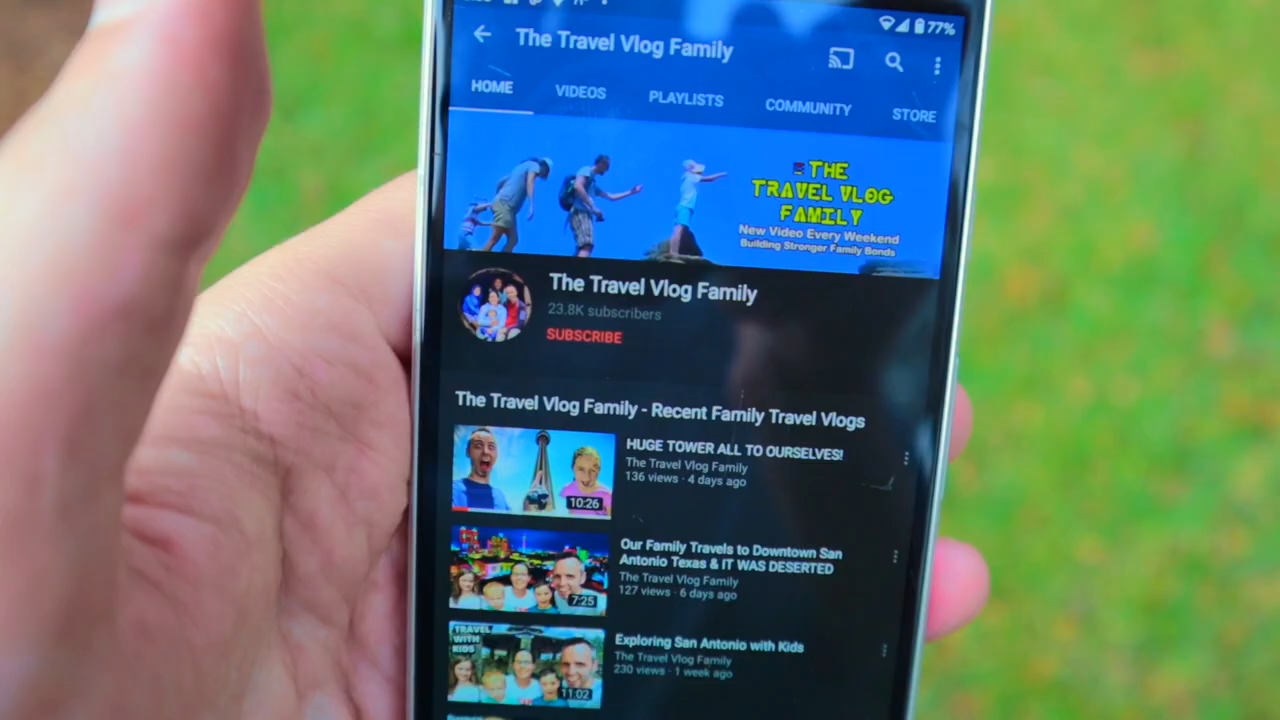 77%
The Travel Vlog Family
HOME VIDEOS PLAYLISTS COMMUNITY STORE
THE
TRAVEL VLOG
FAMILY
New Video Every Weekend
Building Stronger Family Bonds
The Travel Vlog Family
23.8K subscribers
SUBSCRIBE
The Travel Vlog Family - Recent Family Travel Vlogs
10:26
HUGE TOWER ALL TO OURSELVES!
The Travel Vlog Family
136 views · 4 days ago
7:25
Our Family Travels to Downtown San
Antonio Texas & IT WAS DESERTED
The Travel Vlog Family
127 views · 6 days ago
TRAVEL
WITH
KIDS
11:02
Exploring San Antonio with Kids
The Travel Vlog Family
230 views · 1 week ago